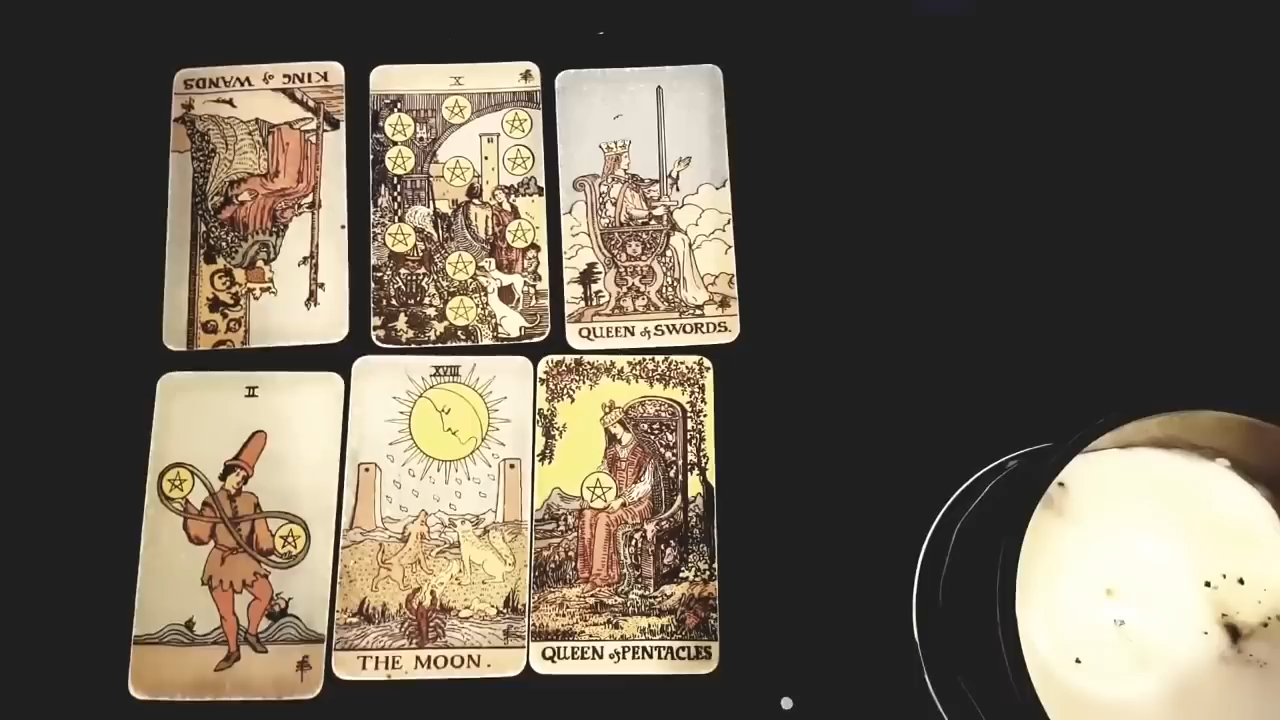 KING of WANDS
X
QUEEN of SWORDS.
II
XVIII
THE MOON.
QUEEN of PENTACLES